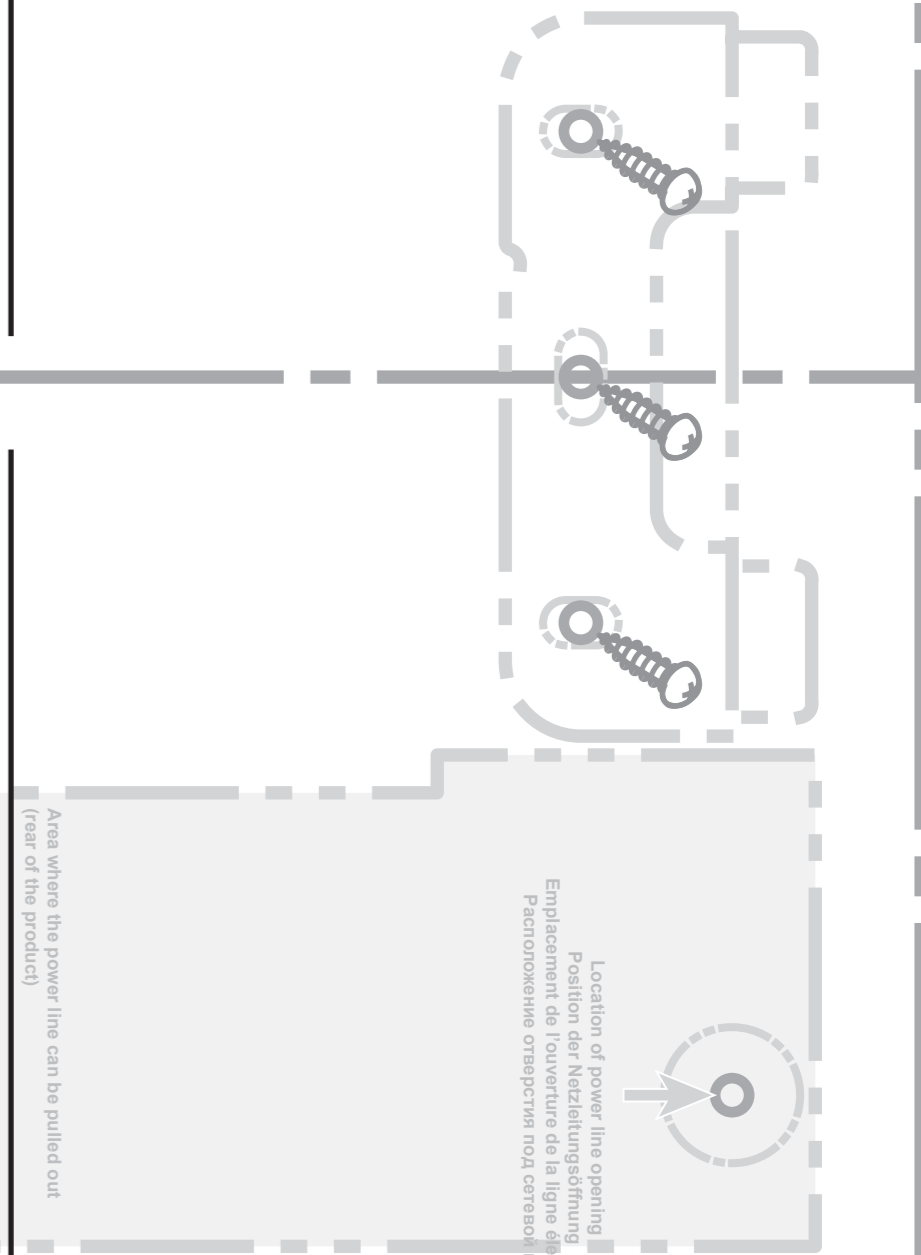 Location of power line opening
Position der Netzleitungsöffnung
Emplacement de l'ouverture de la ligne
Расположение отверстия под сетевой
Area where the power line can be pulled out
(rear of the product)